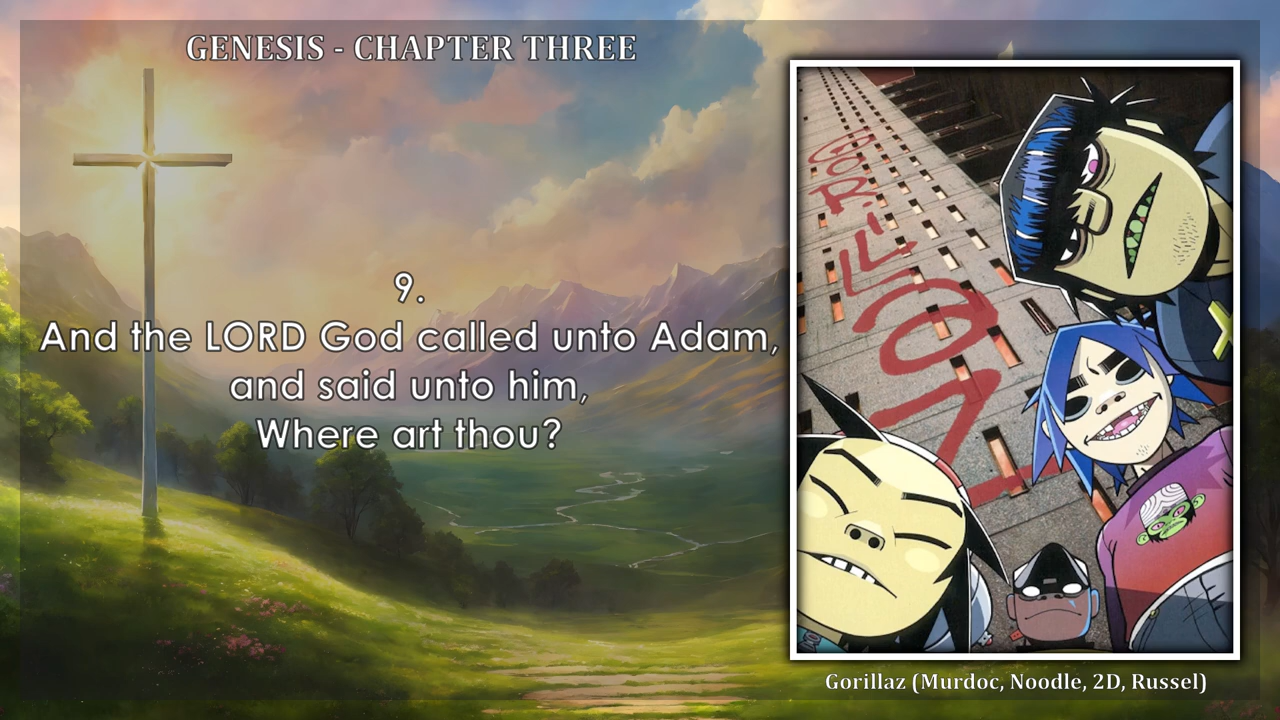 GENESIS - CHAPTER THREE
9.
And the LORD God called unto Adam,
and said unto him,
Where art thou?
GORILLAZ
Gorillaz (Murdoc, Noodle, 2D, Russel)